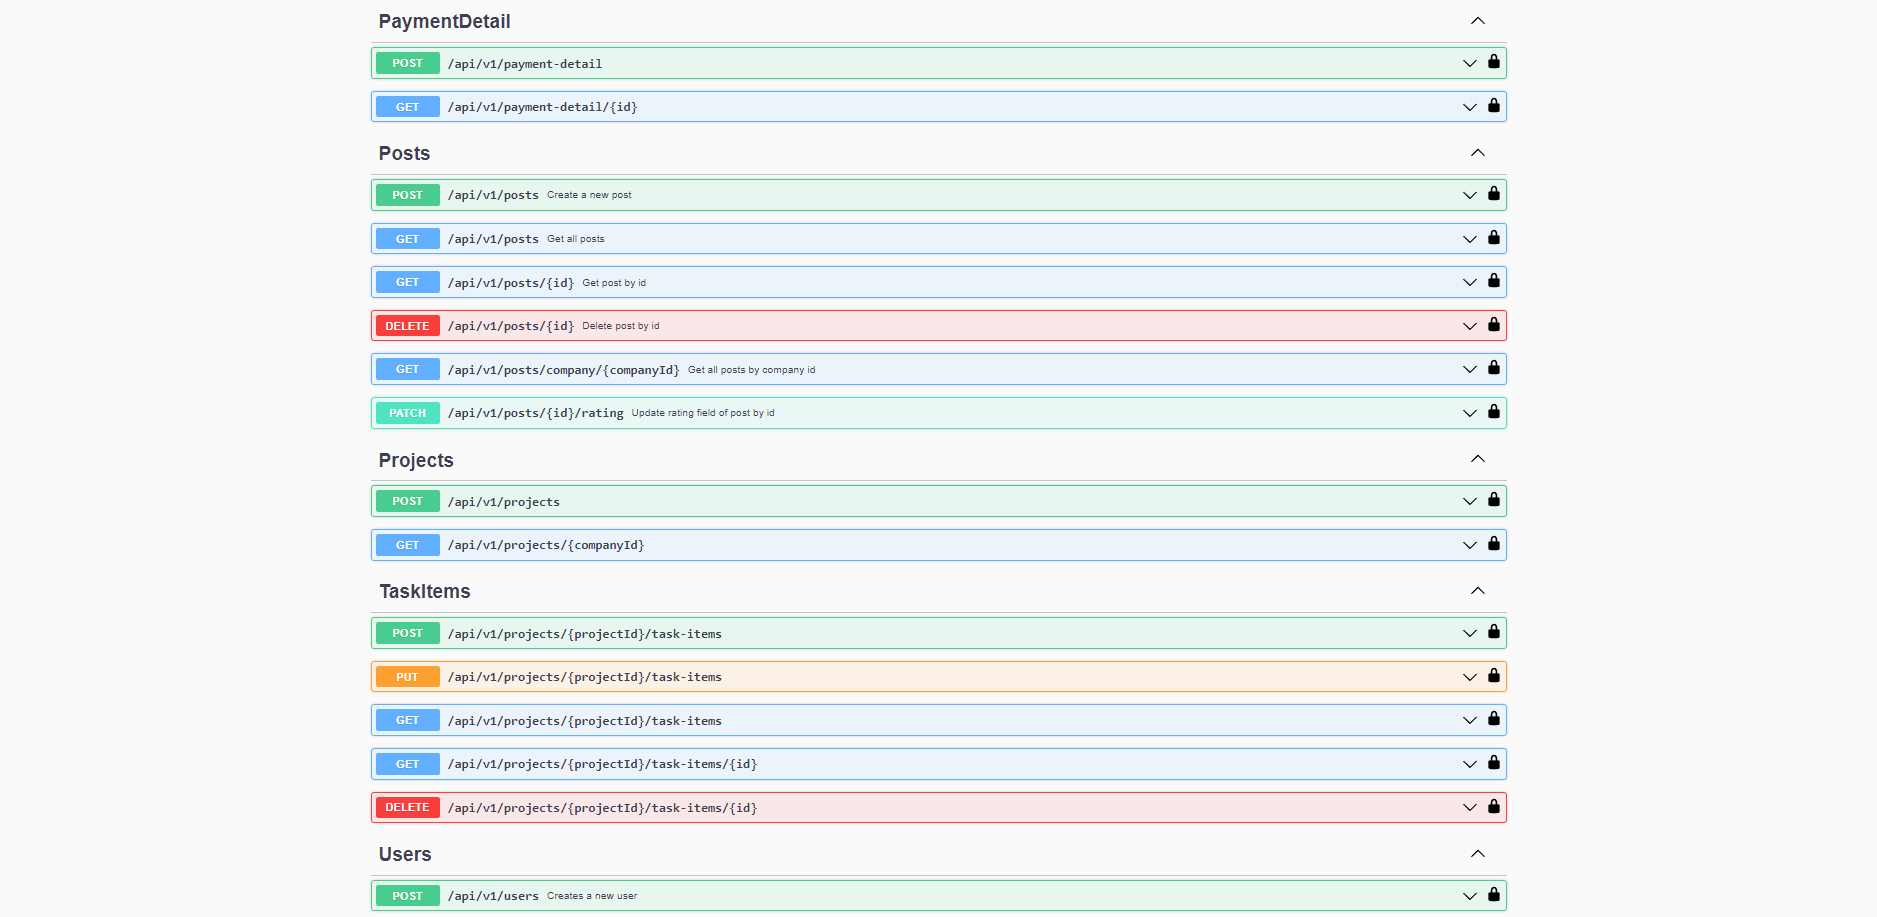 PaymentDetail
POST /api/v1/payment-detail
GET /api/v1/payment-detail/{id}
Posts
POST /api/v1/posts Create a new post
GET /api/v1/posts Get all posts
GET /api/v1/posts/{id} Get post by id
DELETE /api/v1/posts/{id} Delete post by id
GET /api/v1/posts/company/{companyId} Get all posts by company id
PATCH /api/v1/posts/{id}/rating Update rating field of post by id
Projects
POST /api/v1/projects
GET /api/v1/projects/{companyId}
TaskItems
POST /api/v1/projects/{projectId}/task-items
PUT /api/v1/projects/{projectId}/task-items
GET /api/v1/projects/{projectId}/task-items
GET /api/v1/projects/{projectId}/task-items/{id}
DELETE /api/v1/projects/{projectId}/task-items/{id}
Users
POST /api/v1/users Creates a new user